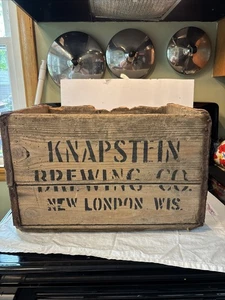 KNAPSTEIN
BREWING CO.
NEW LONDON WIS.